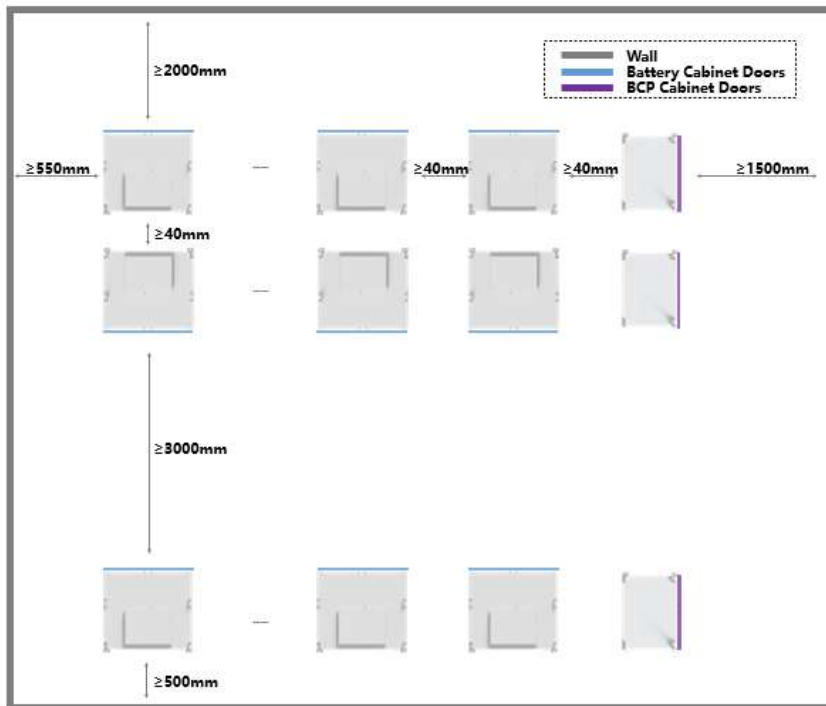 ≥2000mm
Wall
Battery Cabinet Doors
BCP Cabinet Doors
≥550mm
≥40mm
≥40mm
≥1500mm
≥40mm
≥3000mm
≥500mm